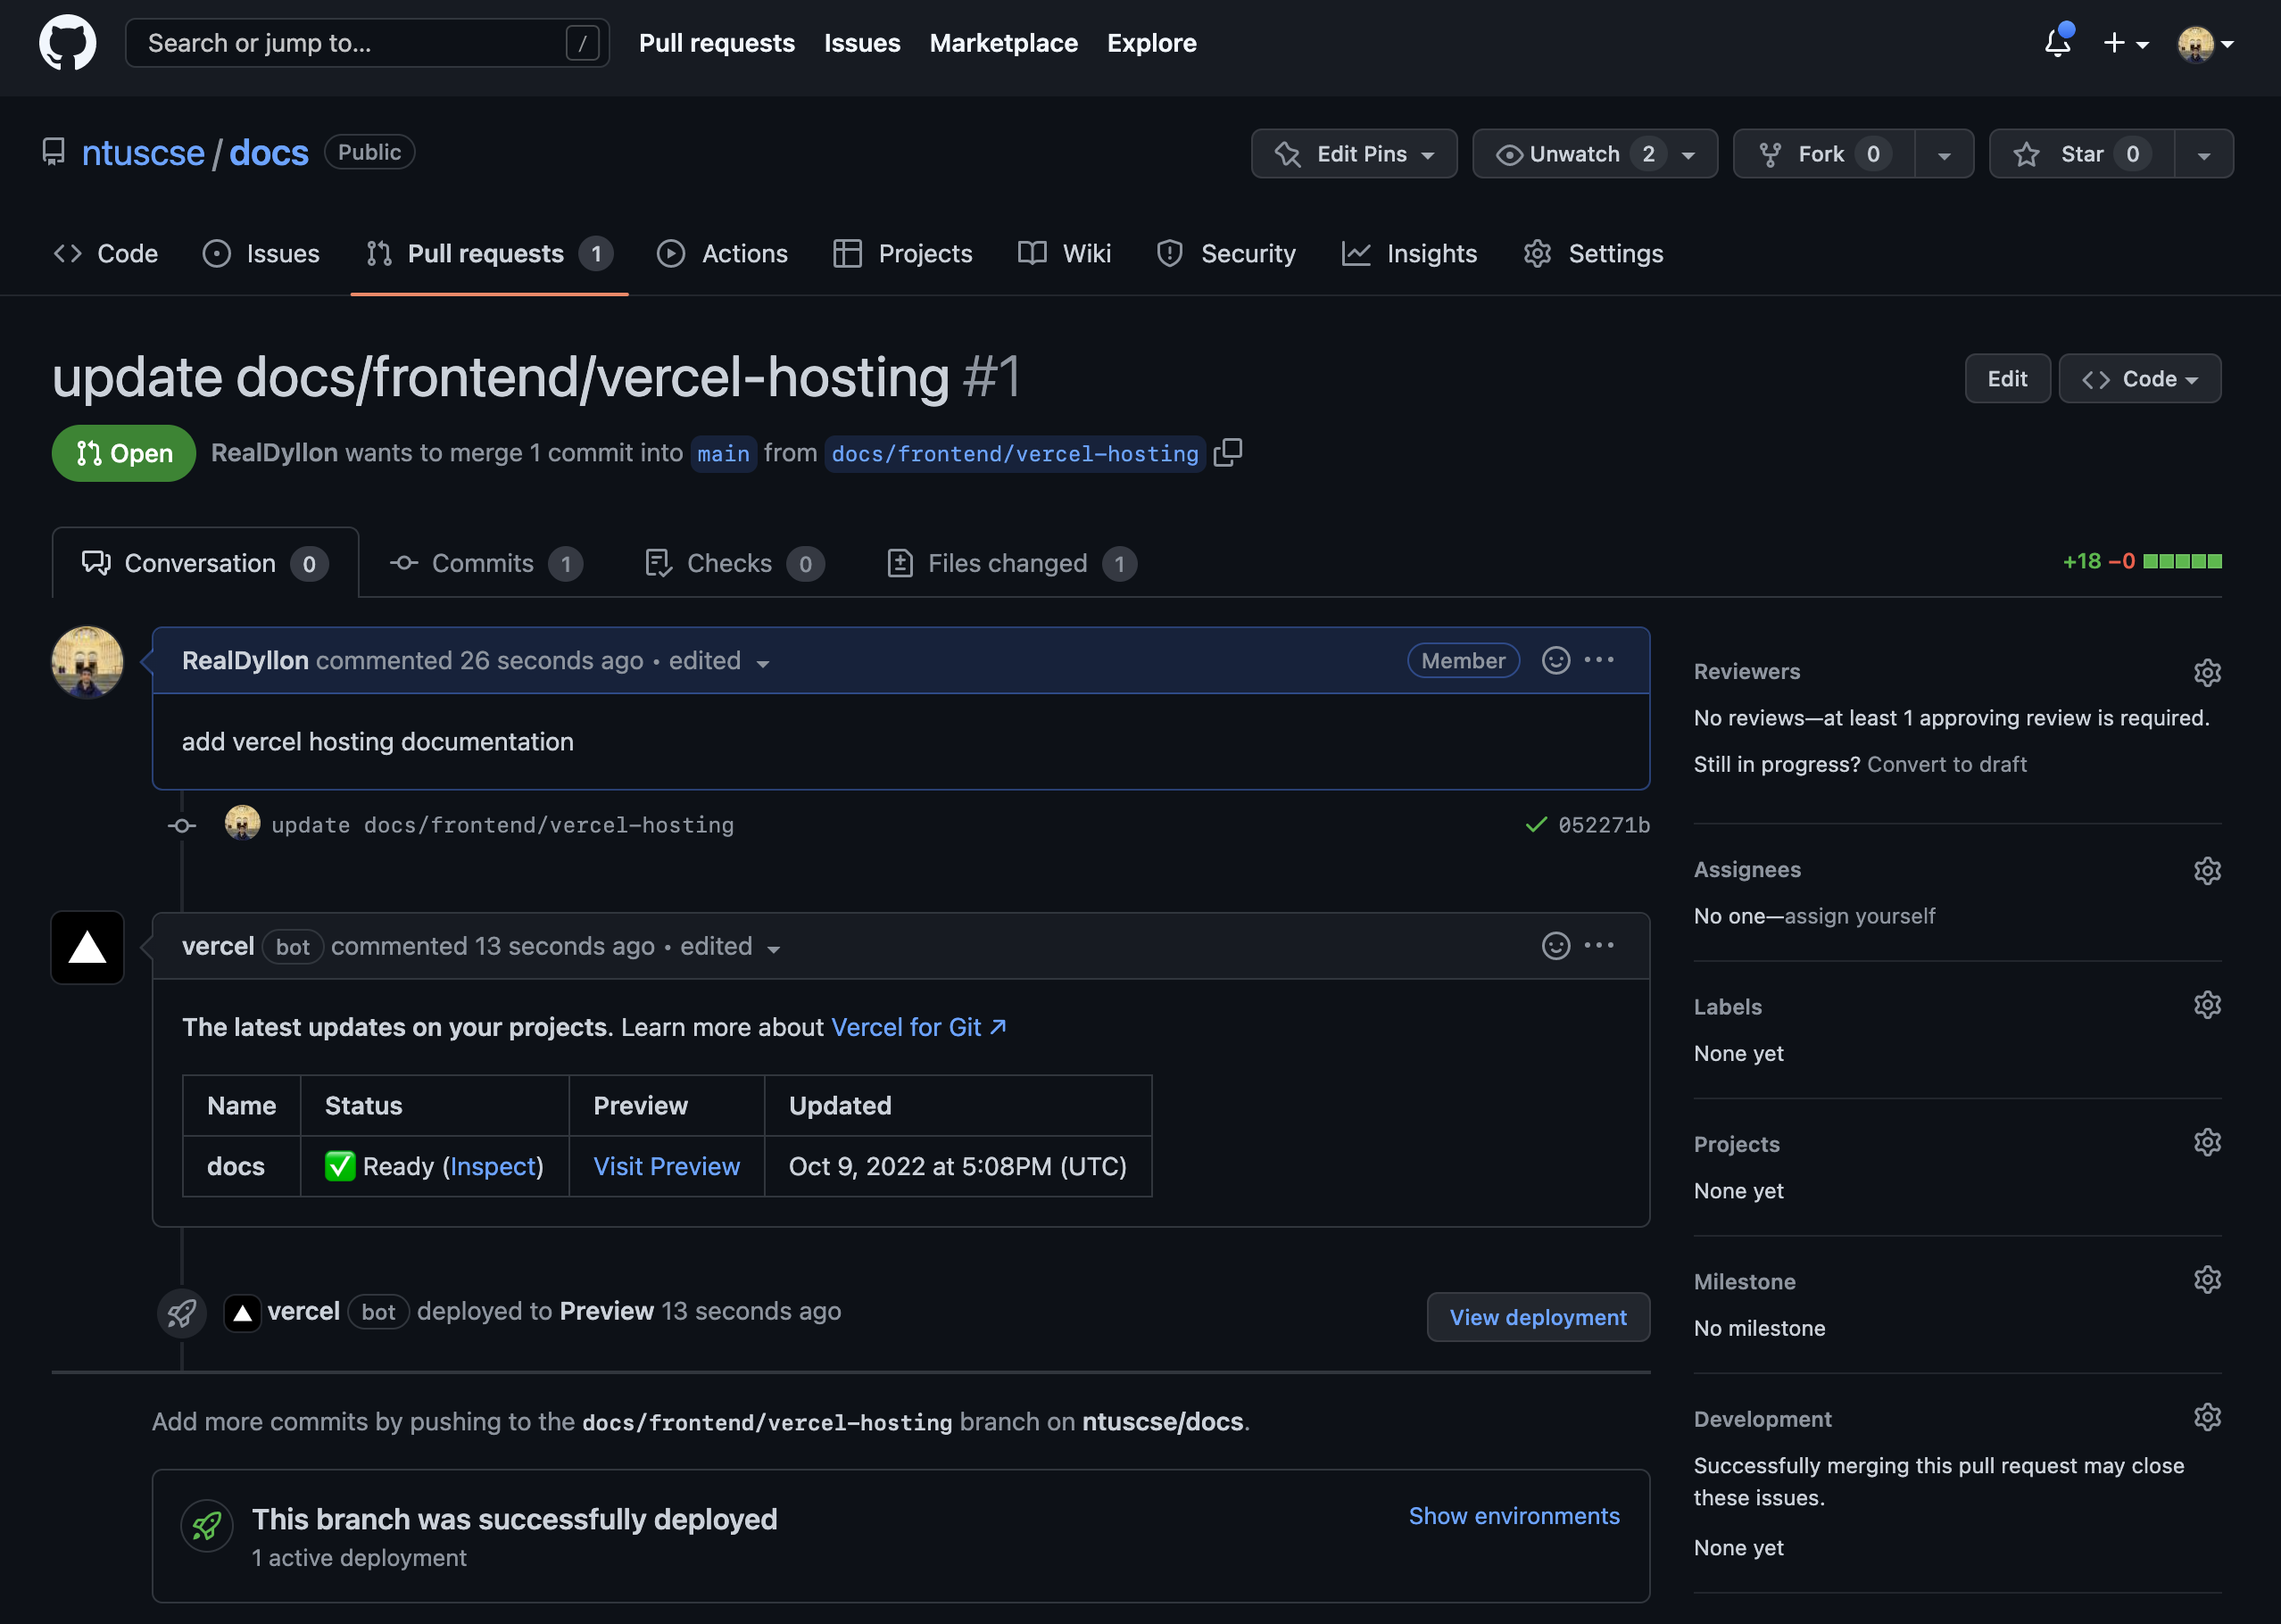 Search or jump to... /
Pull requests Issues Marketplace Explore
ntuscse / docs Public
Edit Pins Unwatch 2 Fork 0 Star 0
Code Issues Pull requests 1 Actions Projects Wiki Security Insights Settings
update docs/frontend/vercel-hosting #1
Edit Code
Open RealDyllon wants to merge 1 commit into main from docs/frontend/vercel-hosting
Conversation 0 Commits 1 Checks 0 Files changed 1
+18 −0
RealDyllon commented 26 seconds ago • edited Member
add vercel hosting documentation
update docs/frontend/vercel-hosting 052271b
vercel bot commented 13 seconds ago • edited
The latest updates on your projects. Learn more about Vercel for Git ↗
Name Status Preview Updated
docs ✅ Ready (Inspect) Visit Preview Oct 9, 2022 at 5:08PM (UTC)
vercel bot deployed to Preview 13 seconds ago View deployment
Add more commits by pushing to the docs/frontend/vercel-hosting branch on ntuscse/docs.
This branch was successfully deployed
1 active deployment
Show environments
Reviewers
No reviews—at least 1 approving review is required.
Still in progress? Convert to draft
Assignees
No one—assign yourself
Labels
None yet
Projects
None yet
Milestone
No milestone
Development
Successfully merging this pull request may close
these issues.
None yet